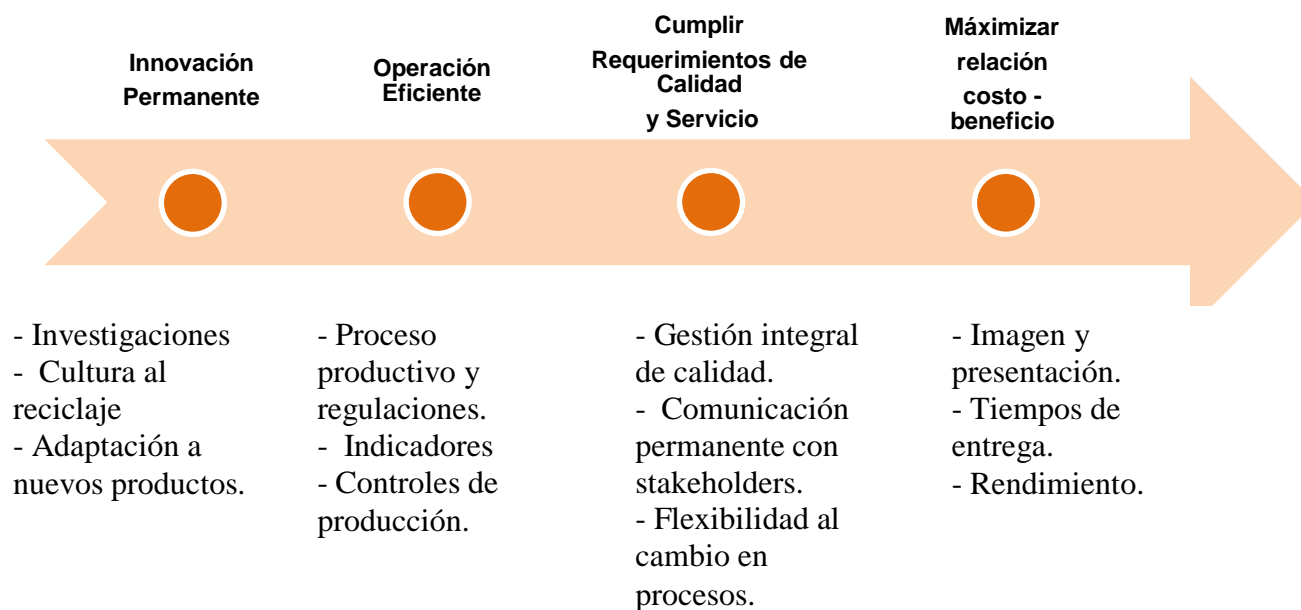 Innovación
Permanente
Operación
Eficiente
Cumplir
Requerimientos de
Calidad
y Servicio
Máximizar
relación
costo -
beneficio
- Investigaciones
- Cultura al
reciclaje
- Adaptación a
nuevos productos.
- Proceso
productivo y
regulaciones.
- Indicadores
- Controles de
producción.
- Gestión integral
de calidad.
- Comunicación
permanente con
stakeholders.
- Flexibilidad al
cambio en
procesos.
- Imagen y
presentación.
- Tiempos de
entrega.
- Rendimiento.